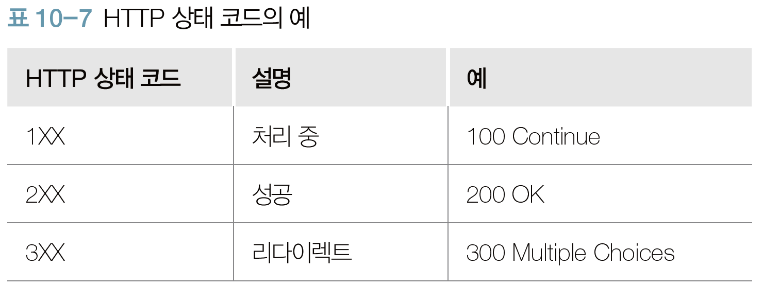 표 10-7 HTTP 상태 코드의 예
HTTP 상태 코드 설명 예
1XX 처리 중 100 Continue
2XX 성공 200 OK
3XX 리다이렉트 300 Multiple Choices